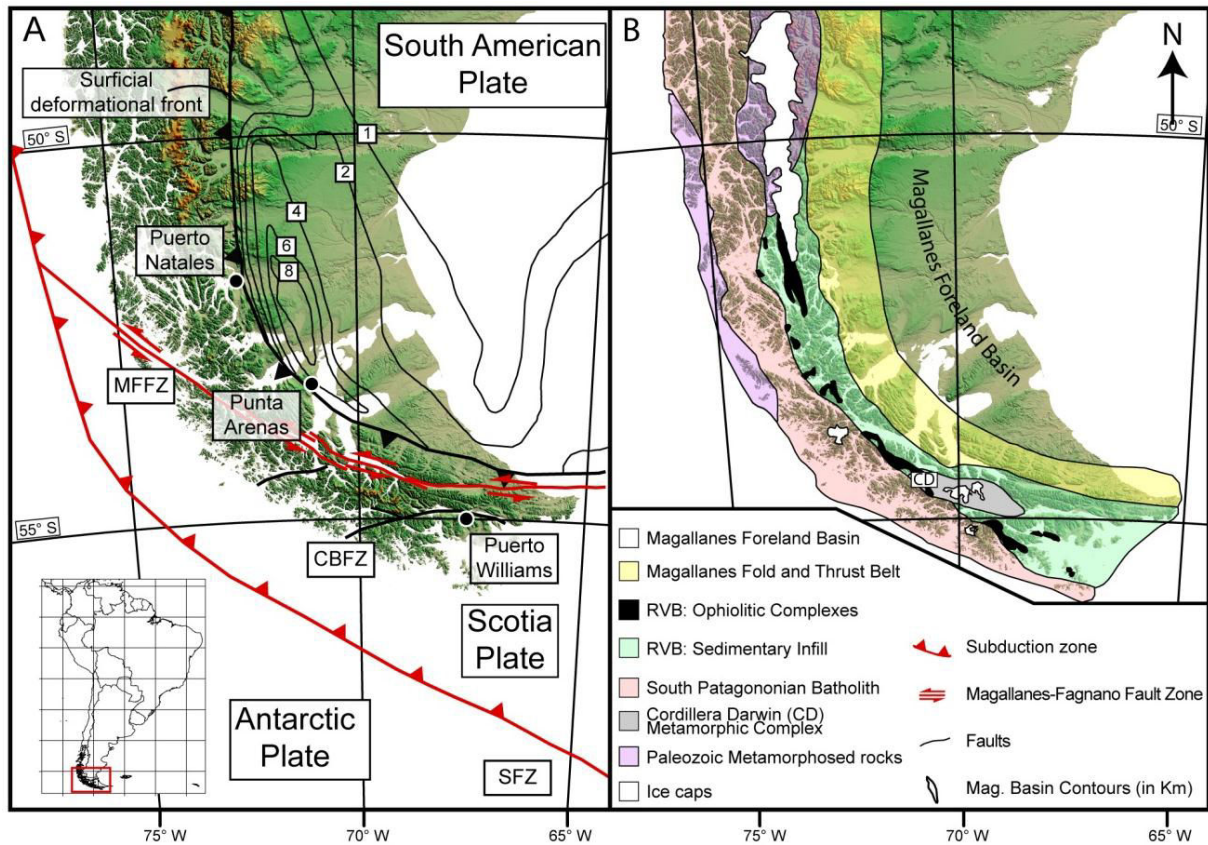 A
South American
Plate
Surficial
deformational front
50° S
1
2
4
6
8
Puerto
Natales
MFFZ
Punta
Arenas
55° S
CBFZ
Puerto
Williams
Scotia
Plate
Antarctic
Plate
SFZ
75° W
70° W
65° W
B
N
50° S
Magallanes Foreland Basin
CD
55° S
Magallanes Foreland Basin
Magallanes Fold and Thrust Belt
RVB: Ophiolitic Complexes
RVB: Sedimentary Infill
South Patagononian Batholith
Cordillera Darwin (CD)
Metamorphic Complex
Paleozoic Metamorphosed rocks
Ice caps
Subduction zone
Magallanes-Fagnano Fault Zone
Faults
Mag. Basin Contours (in Km)
75° W
70° W
65° W